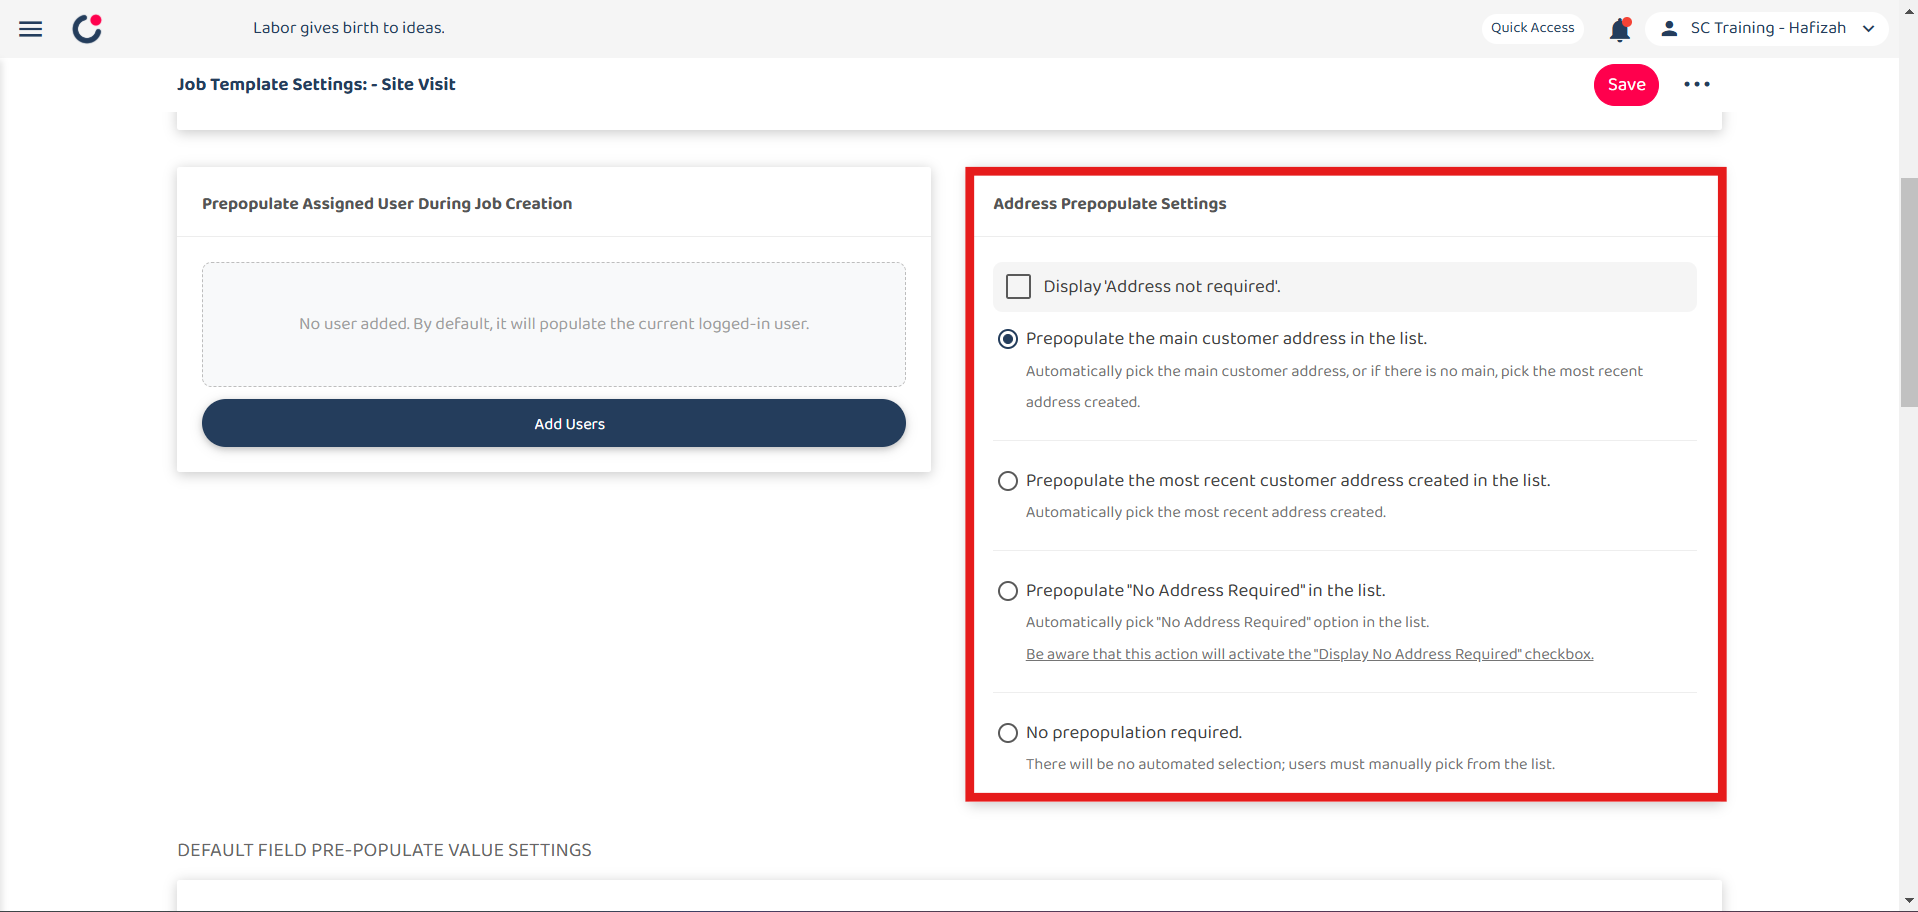 Labor gives birth to ideas.
Quick Access
SC Training - Hafizah
Job Template Settings: - Site Visit
Save
Prepopulate Assigned User During Job Creation
No user added. By default, it will populate the current logged-in user.
Add Users
Address Prepopulate Settings
Display 'Address not required'.
Prepopulate the main customer address in the list.
Automatically pick the main customer address, or if there is no main, pick the most recent
address created.
Prepopulate the most recent customer address created in the list.
Automatically pick the most recent address created.
Prepopulate "No Address Required" in the list.
Automatically pick "No Address Required" option in the list.
Be aware that this action will activate the "Display No Address Required" checkbox.
No prepopulation required.
There will be no automated selection; users must manually pick from the list.
DEFAULT FIELD PRE-POPULATE VALUE SETTINGS